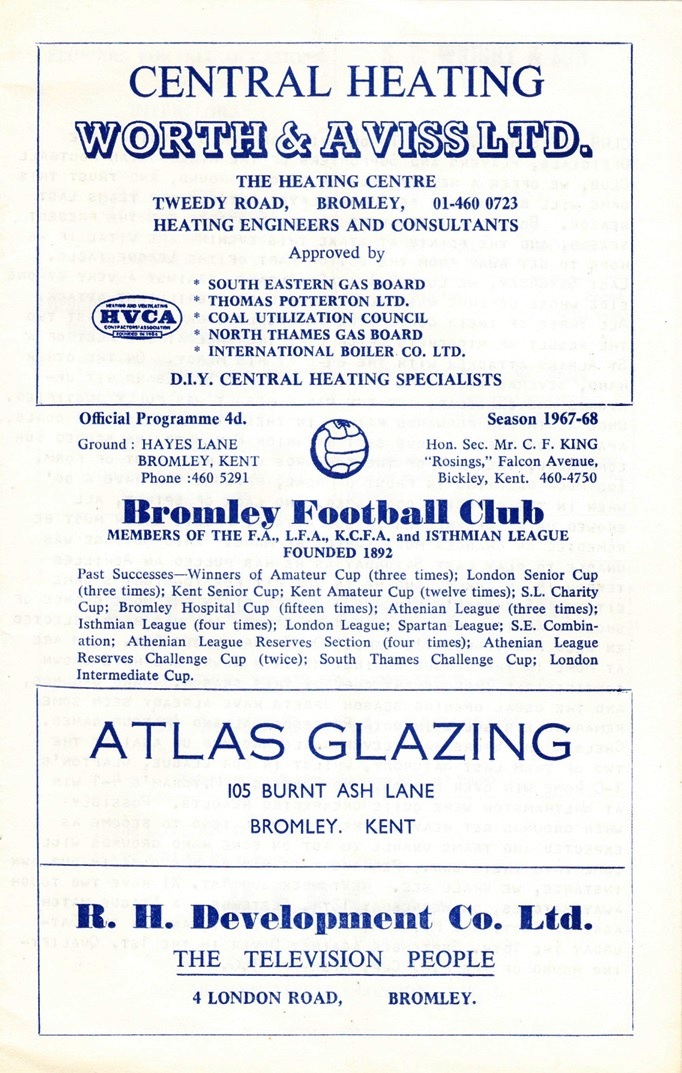 CENTRAL HEATING
WORTH & AVISS LTD.
THE HEATING CENTRE
TWEEDY ROAD, BROMLEY, 01-460 0723
HEATING ENGINEERS AND CONSULTANTS
Approved by
* SOUTH EASTERN GAS BOARD
* THOMAS POTTERTON LTD.
* COAL UTILIZATION COUNCIL
* NORTH THAMES GAS BOARD
* INTERNATIONAL BOILER CO. LTD.
HEATING AND VENTILATING
HVCA
CONTRACTORS' ASSOCIATION
D.I.Y. CENTRAL HEATING SPECIALISTS
Official Programme 4d.
Season 1967-68
Ground : HAYES LANE
BROMLEY, KENT
Phone :460 5291
Hon. Sec. Mr. C. F. KING
"Rosings," Falcon Avenue,
Bickley, Kent. 460-4750
Bromley Football Club
MEMBERS OF THE F.A., L.F.A., K.C.F.A. and ISTHMIAN LEAGUE
FOUNDED 1892
Past Successes—Winners of Amateur Cup (three times); London Senior Cup
(three times); Kent Senior Cup; Kent Amateur Cup (twelve times); S.L. Charity
Cup; Bromley Hospital Cup (fifteen times); Athenian League (three times);
Isthmian League (four times); London League; Spartan League; S.E. Combin-
ation; Athenian League Reserves Section (four times); Athenian League
Reserves Challenge Cup (twice); South Thames Challenge Cup; London
Intermediate Cup.
ATLAS GLAZING
105 BURNT ASH LANE
BROMLEY. KENT
R. H. Development Co. Ltd.
THE TELEVISION PEOPLE
4 LONDON ROAD, BROMLEY.